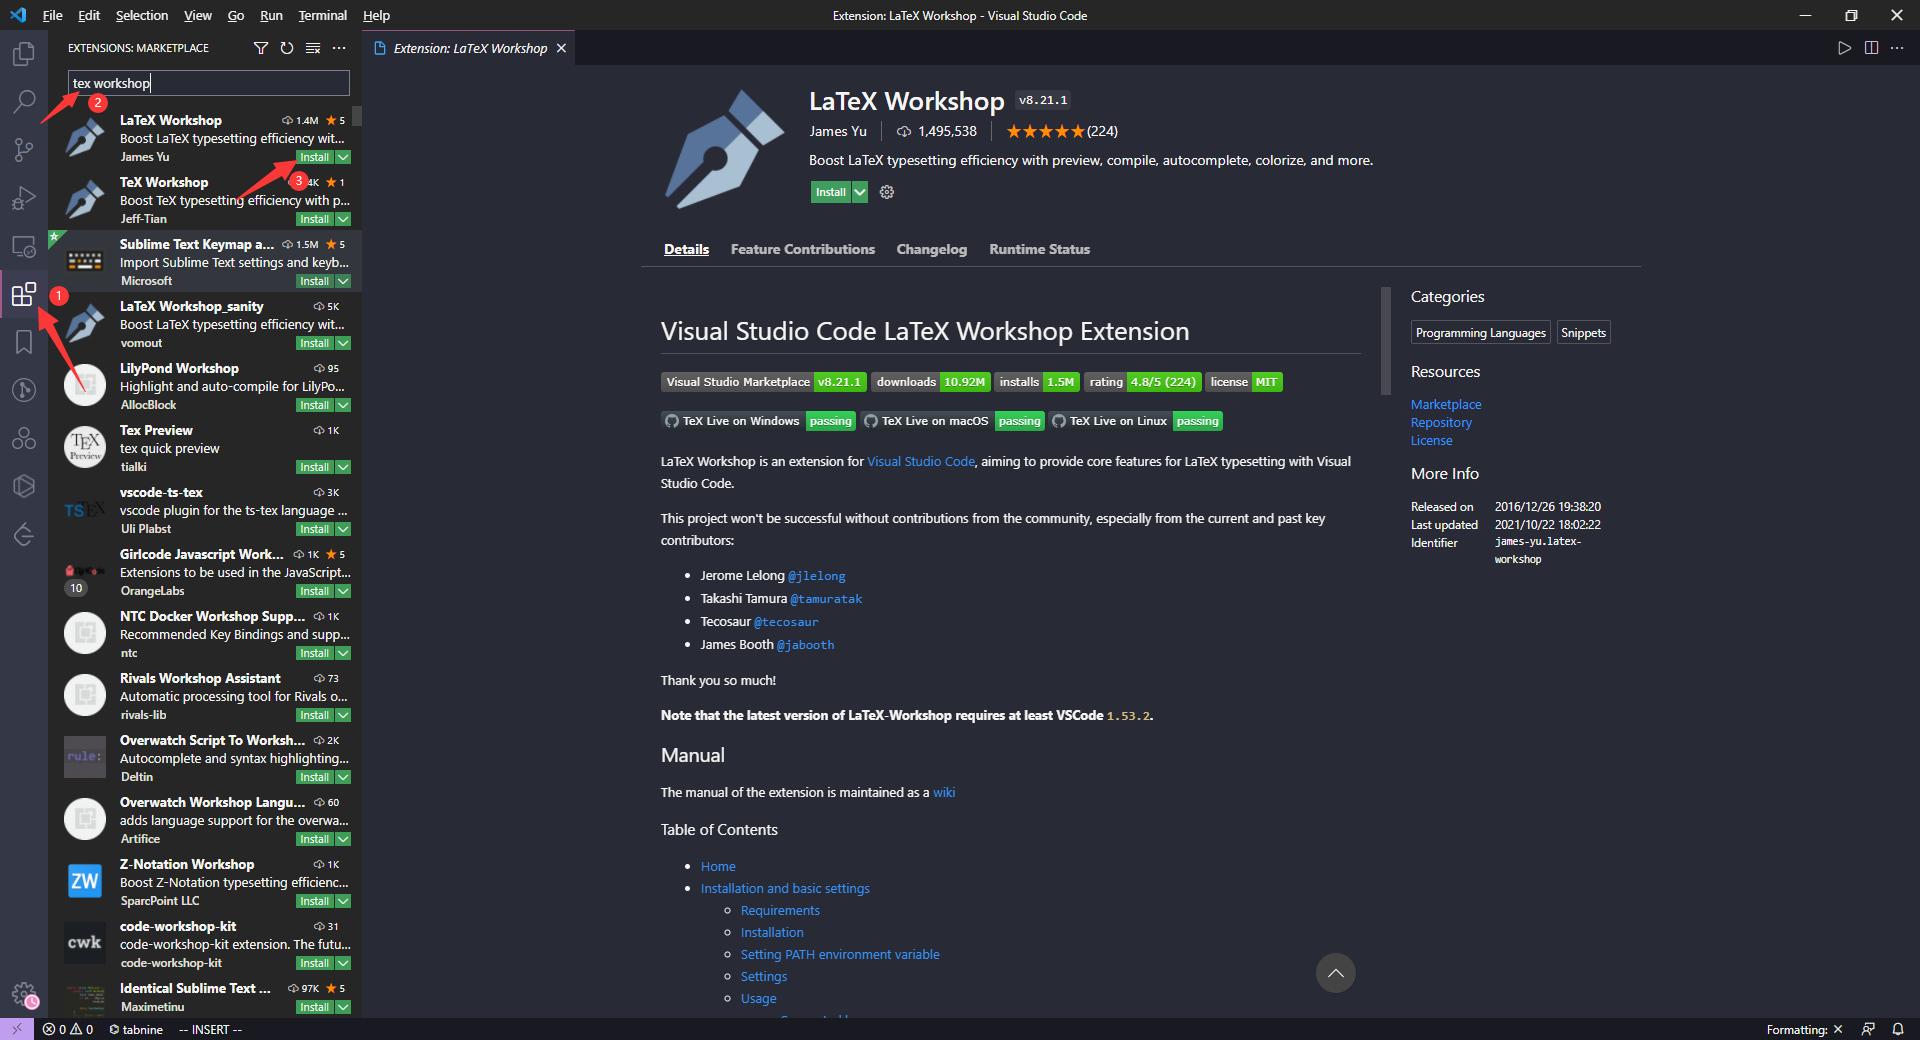 File Edit Selection View Go Run Terminal Help
Extension: LaTeX Workshop - Visual Studio Code
EXTENSIONS: MARKETPLACE
tex workshop
2
LaTeX Workshop 1.4M 5
Boost LaTeX typesetting efficiency wit...
James Yu Install
3
TeX Workshop 4K 1
Boost TeX typesetting efficiency with p...
Jeff-Tian Install
Sublime Text Keymap a... 1.5M 5
Import Sublime Text settings and keyb...
Microsoft Install
1
LaTeX Workshop_sanity 5K
Boost LaTeX typesetting efficiency wit...
vomout Install
LilyPond Workshop 95
Highlight and auto-compile for LilyPo...
AllocBlock Install
TEX
Preview
Tex Preview 1K
tex quick preview
tialki Install
TSTEX
vscode-ts-tex 3K
vscode plugin for the ts-tex language ...
Uli Plabst Install
Girlcode Javascript Work... 1K 5
Extensions to be used in the JavaScript...
10
OrangeLabs Install
NTC Docker Workshop Supp... 1K
Recommended Key Bindings and supp...
ntc Install
Rivals Workshop Assistant 73
Automatic processing tool for Rivals o...
rivals-lib Install
rule:
Overwatch Script To Worksh... 2K
Autocomplete and syntax highlighting...
Deltin Install
Overwatch Workshop Langu... 60
adds language support for the overwa...
Artifice Install
ZW
Z-Notation Workshop 1K
Boost Z-Notation typesetting efficienc...
SparcPoint LLC Install
cwk
code-workshop-kit 31
code-workshop-kit extension. The futu...
code-workshop-kit Install
Identical Sublime Text ... 97K 5
Maximetinu Install
Extension: LaTeX Workshop
LaTeX Workshop v8.21.1
James Yu 1,495,538 (224)
Boost LaTeX typesetting efficiency with preview, compile, autocomplete, colorize, and more.
Install
Details Feature Contributions Changelog Runtime Status
Visual Studio Code LaTeX Workshop Extension
Visual Studio Marketplace v8.21.1 downloads 10.92M installs 1.5M rating 4.8/5 (224) license MIT
TeX Live on Windows passing TeX Live on macOS passing TeX Live on Linux passing
LaTeX Workshop is an extension for Visual Studio Code, aiming to provide core features for LaTeX typesetting with Visual
Studio Code.
This project won't be successful without contributions from the community, especially from the current and past key
contributors:
• Jerome Lelong @jlelong
• Takashi Tamura @tamuratak
• Tecosaur @tecosaur
• James Booth @jabooth
Thank you so much!
Note that the latest version of LaTeX-Workshop requires at least VSCode 1.53.2.
Manual
The manual of the extension is maintained as a wiki
Table of Contents
• Home
• Installation and basic settings
◦ Requirements
◦ Installation
◦ Setting PATH environment variable
◦ Settings
◦ Usage
Categories
Programming Languages Snippets
Resources
Marketplace
Repository
License
More Info
Released on 2016/12/26 19:38:20
Last updated 2021/10/22 18:02:22
Identifier james-yu.latex-
workshop
0 0 tabnine -- INSERT --
Formatting: ✕